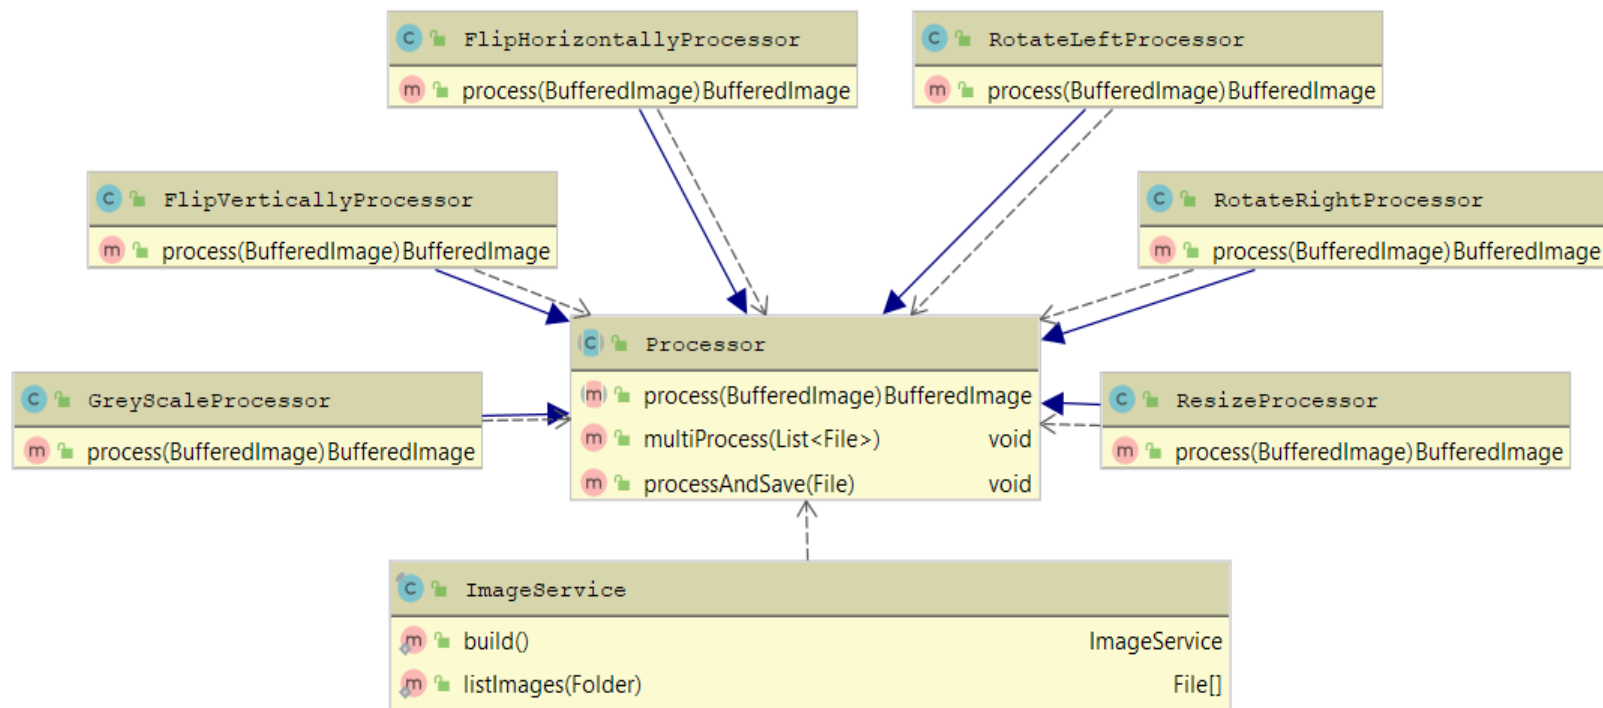 C FlipHorizontallyProcessor
m process(BufferedImage) BufferedImage
C RotateLeftProcessor
m process(BufferedImage) BufferedImage
C FlipVerticallyProcessor
m process(BufferedImage) BufferedImage
C RotateRightProcessor
m process(BufferedImage) BufferedImage
C Processor
m process(BufferedImage) BufferedImage
m multiProcess(List<File>) void
m processAndSave(File) void
C GreyScaleProcessor
m process(BufferedImage) BufferedImage
C ResizeProcessor
m process(BufferedImage) BufferedImage
C ImageService
m build() ImageService
m listImages(Folder) File[]